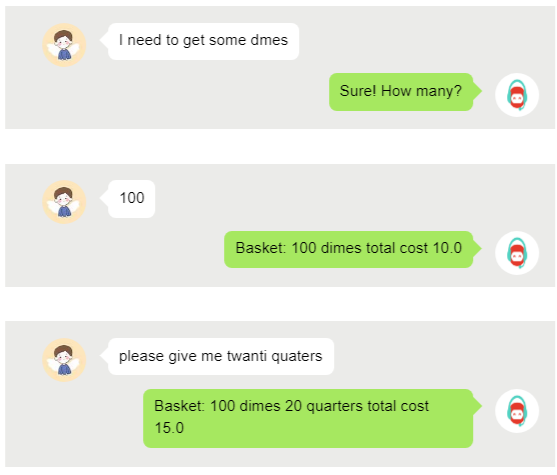 I need to get some dmes
Sure! How many?
100
Basket: 100 dimes total cost 10.0
please give me twanti quaters
Basket: 100 dimes 20 quarters total cost
15.0